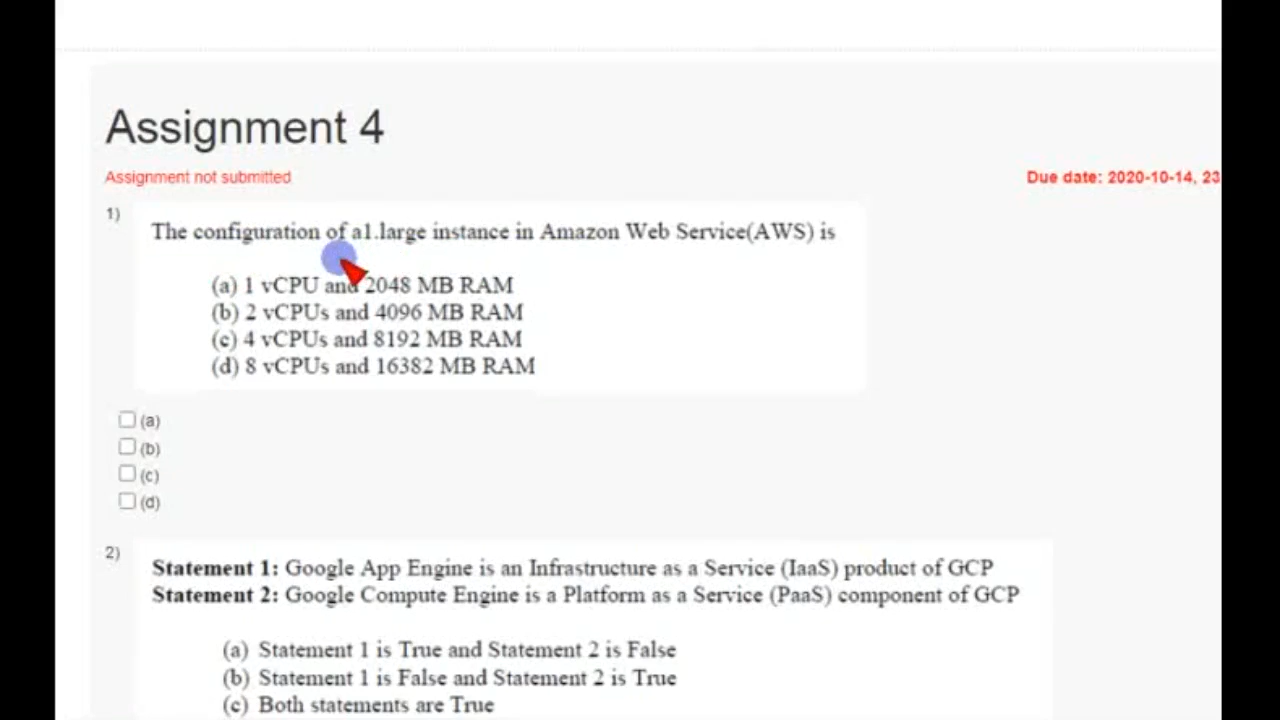 Assignment 4
Assignment not submitted
Due date: 2020-10-14, 23
1)
The configuration of a1.large instance in Amazon Web Service(AWS) is
(a) 1 vCPU and 2048 MB RAM
(b) 2 vCPUs and 4096 MB RAM
(c) 4 vCPUs and 8192 MB RAM
(d) 8 vCPUs and 16382 MB RAM
(a)
(b)
(c)
(d)
2)
Statement 1: Google App Engine is an Infrastructure as a Service (IaaS) product of GCP
Statement 2: Google Compute Engine is a Platform as a Service (PaaS) component of GCP
(a) Statement 1 is True and Statement 2 is False
(b) Statement 1 is False and Statement 2 is True
(c) Both statements are True